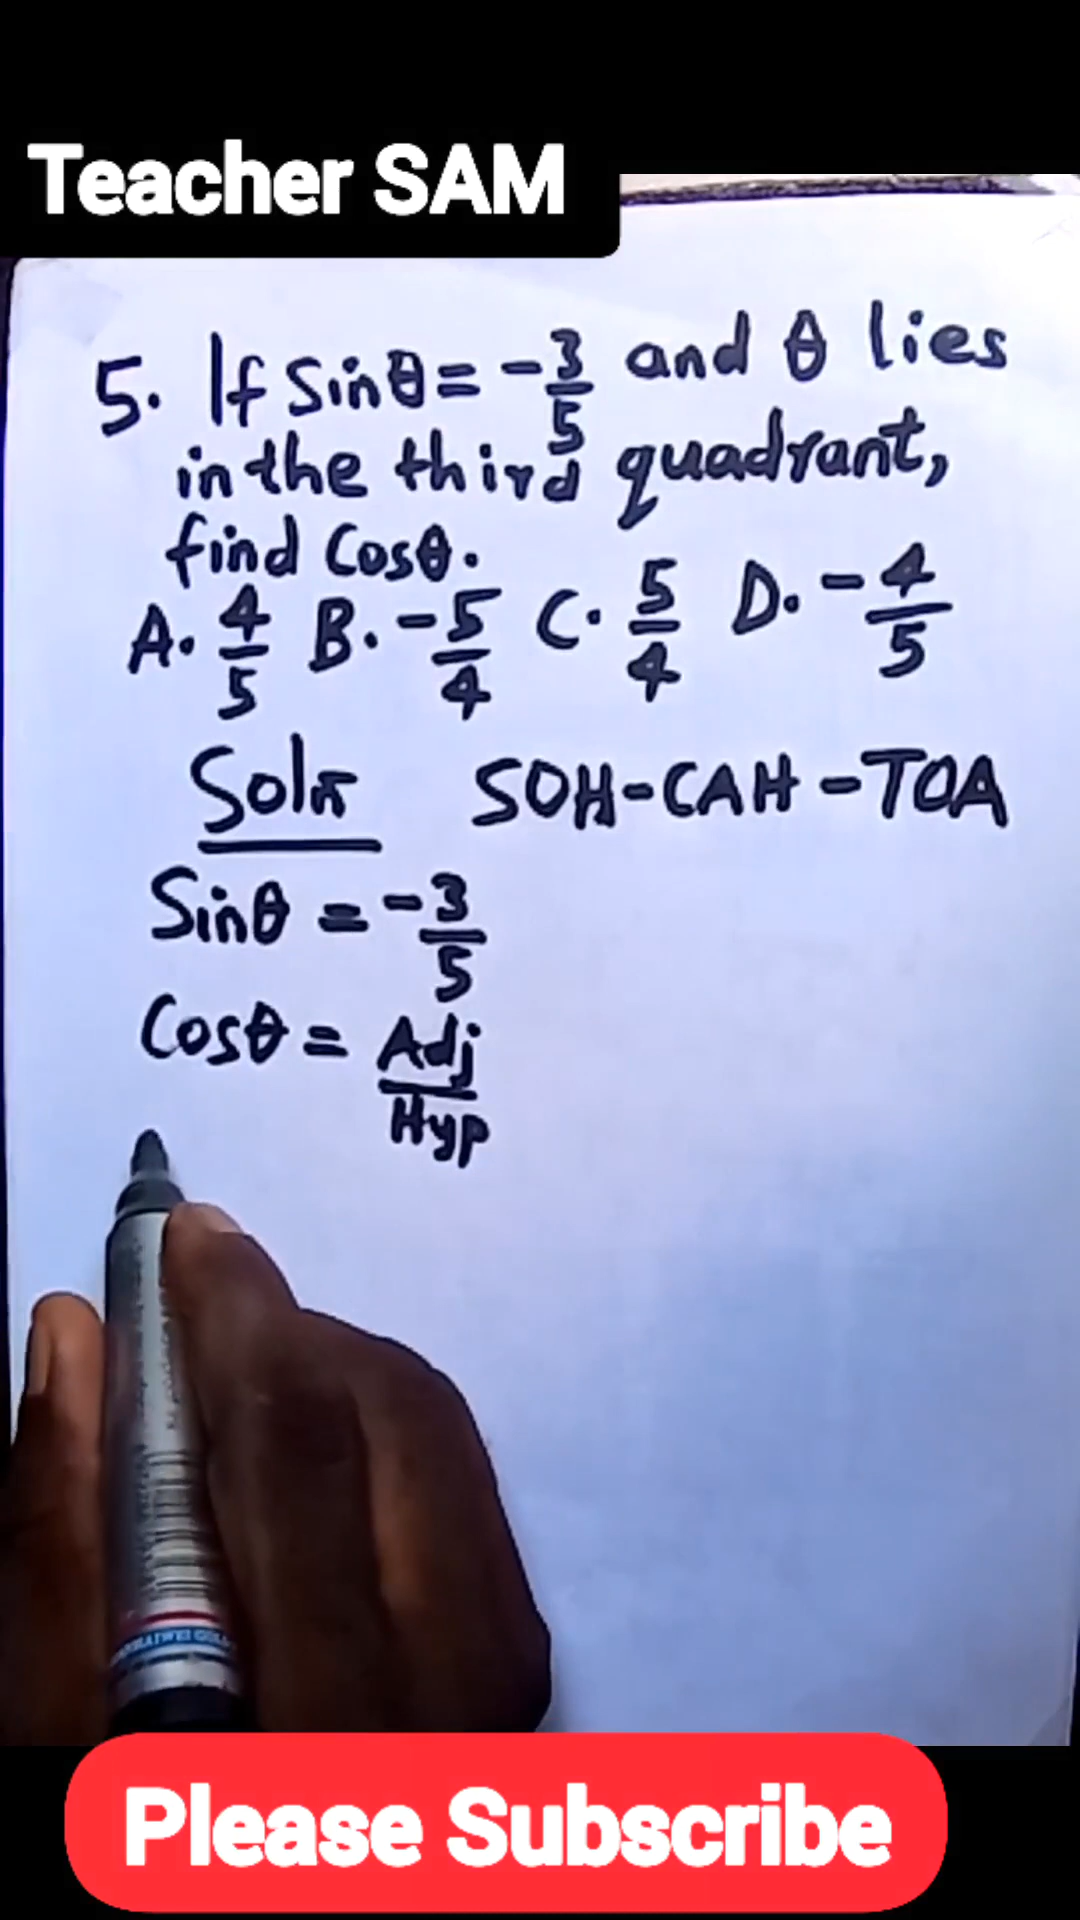 Teacher SAM
5. If Sinθ = -3/5 and θ lies
in the third quadrant,
find Cosθ.
A. 4/5 B. -5/4 C. 5/4 D. -4/5
Soln SOH-CAH-TOA
Sinθ = -3/5
Cosθ = Adj/Hyp
Please Subscribe